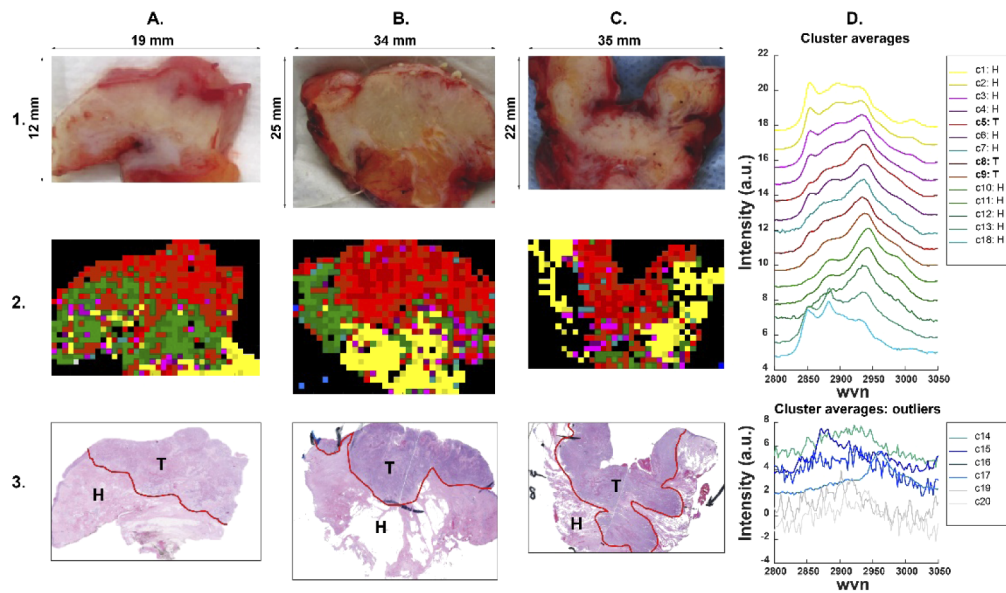 A.
B.
C.
D.
19 mm
34 mm
35 mm
Cluster averages
1.
12 mm
25 mm
22 mm
Intensity (a.u.)
22
20
18
16
14
12
10
8
6
4
2800
2850
2900
2950
3000
3050
wvn
c1: H
c2: H
c3: H
c4: H
c5: T
c6: H
c7: H
c8: T
c9: T
c10: H
c11: H
c12: H
c13: H
c18: H
2.
3.
T
H
T
H
T
H
Cluster averages: outliers
Intensity (a.u.)
8
6
4
2
0
-2
-4
2800
2850
2900
2950
3000
3050
wvn
c14
c15
c16
c17
c19
c20